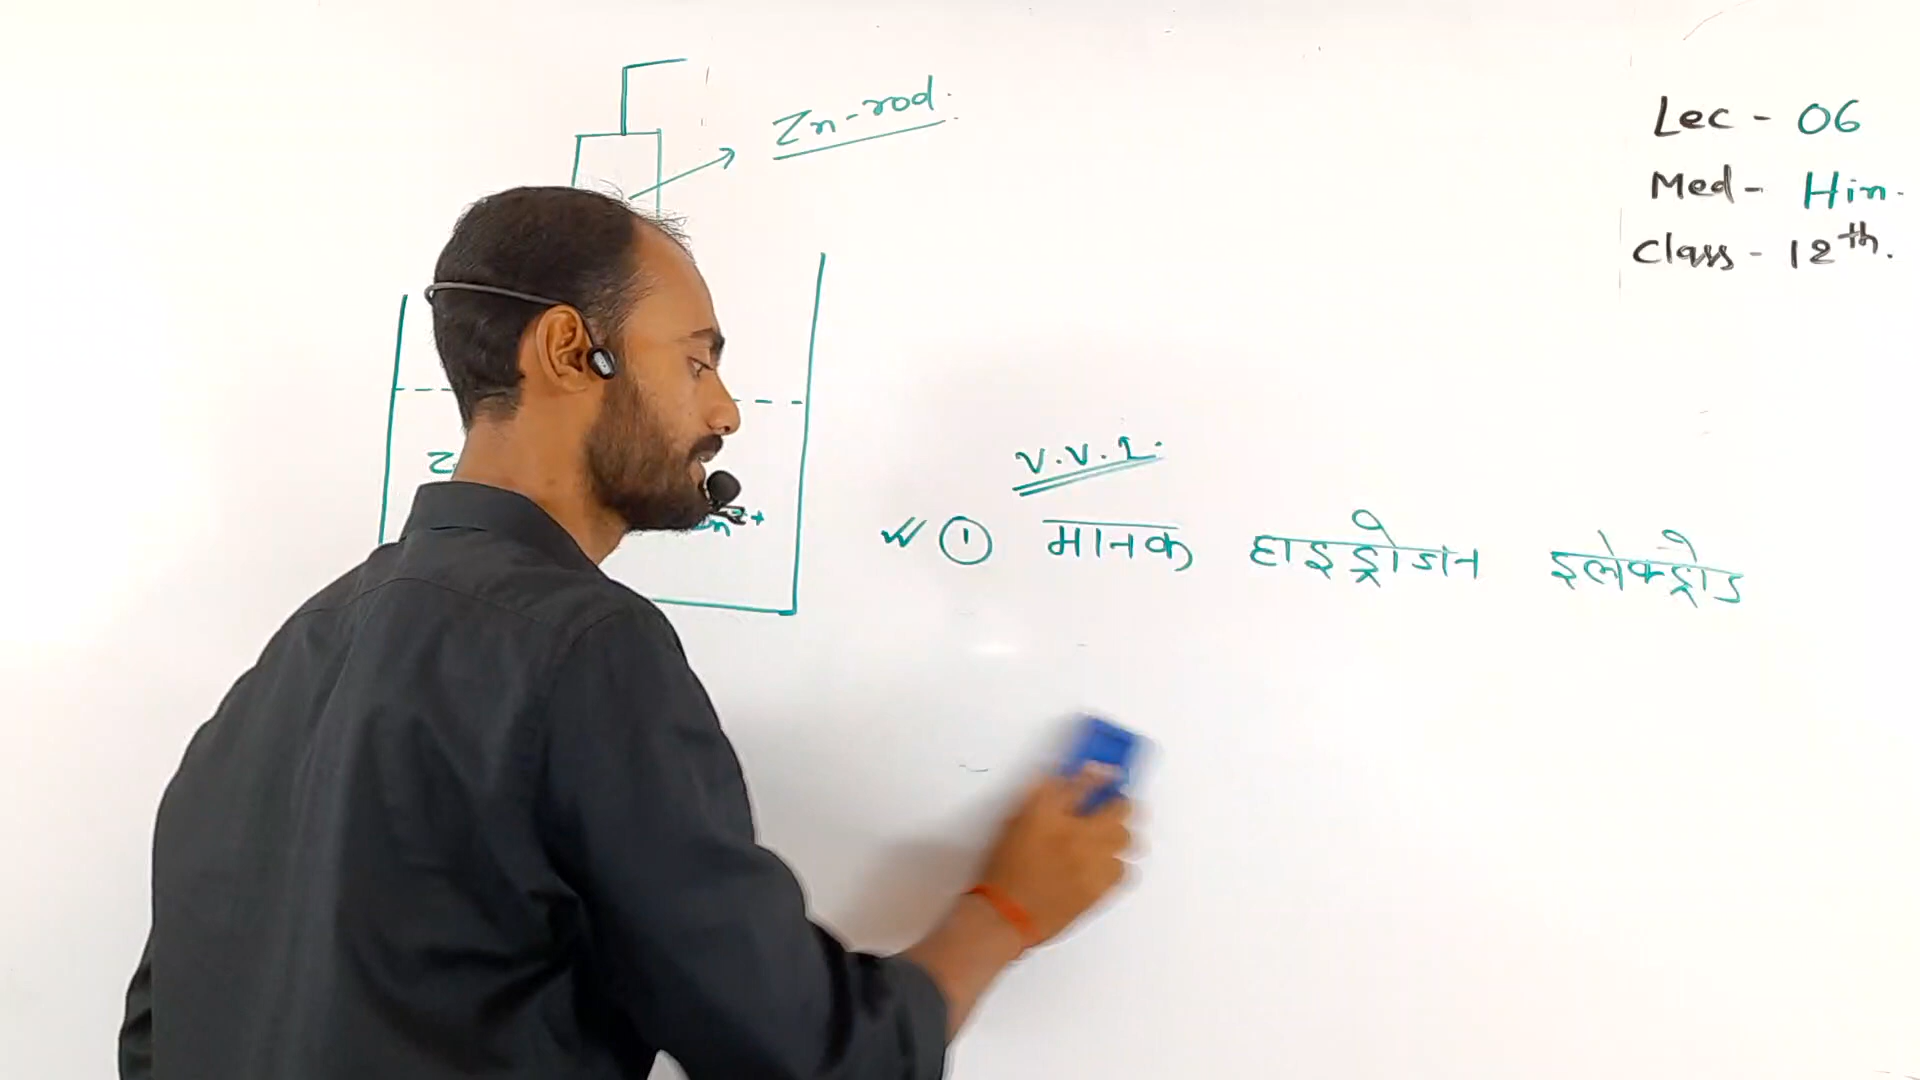 Zn-rod.
Lec - 06
Med - Hin.
Class - 12th.
V.V.I.
① मानक हाइड्रोजन इलेक्ट्रोड